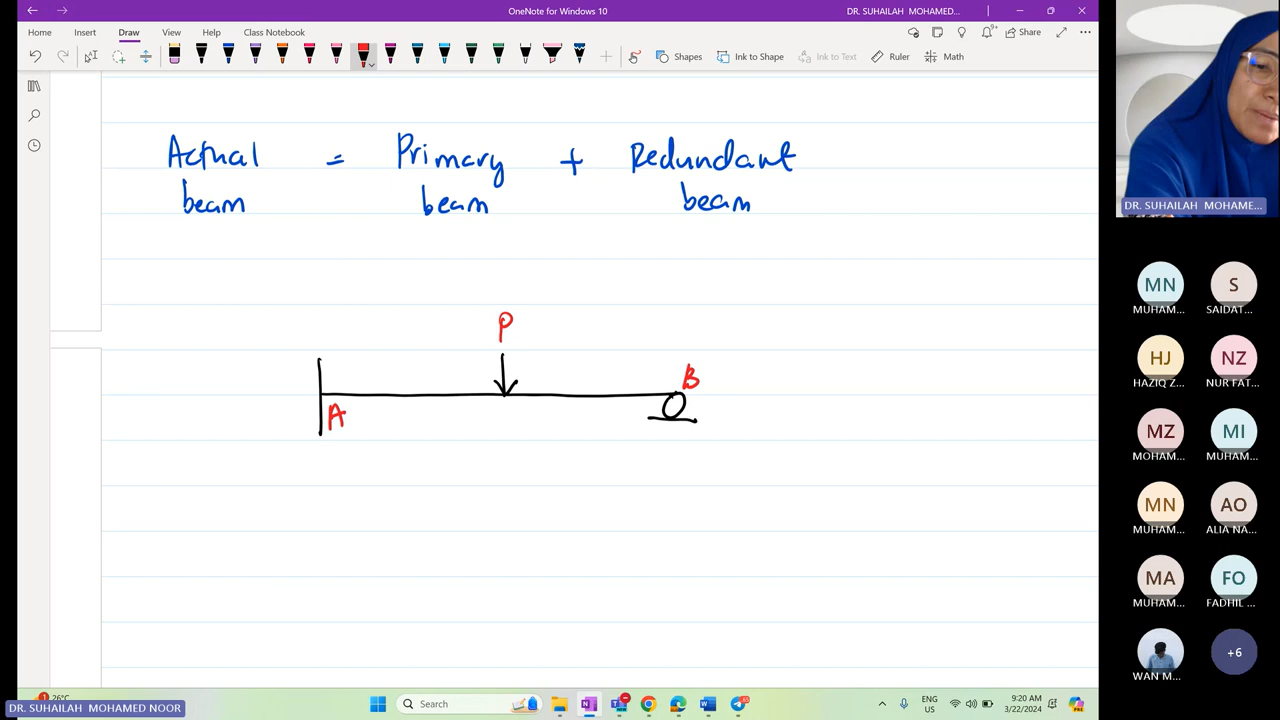 OneNote for Windows 10
DR. SUHAILAH MOHAMED...
Home Insert Draw View Help Class Notebook
Share
Shapes
Ink to Shape
Ink to Text
Ruler
Math
Actual = Primary + Redundant
beam beam beam
P
B
A
DR. SUHAILAH MOHAME...
MN S
MUHAM... SAIDAT...
HJ NZ
HAZIQ Z... NUR FAT...
MZ MI
MOHAM... MUHAM...
MN AO
MUHAM... ALIA NA...
MA FO
MUHAM... FADHIL ...
WAN M...
+6
26°C
DR. SUHAILAH MOHAMED NOOR
Search
ENG
US
9:20 AM
3/22/2024